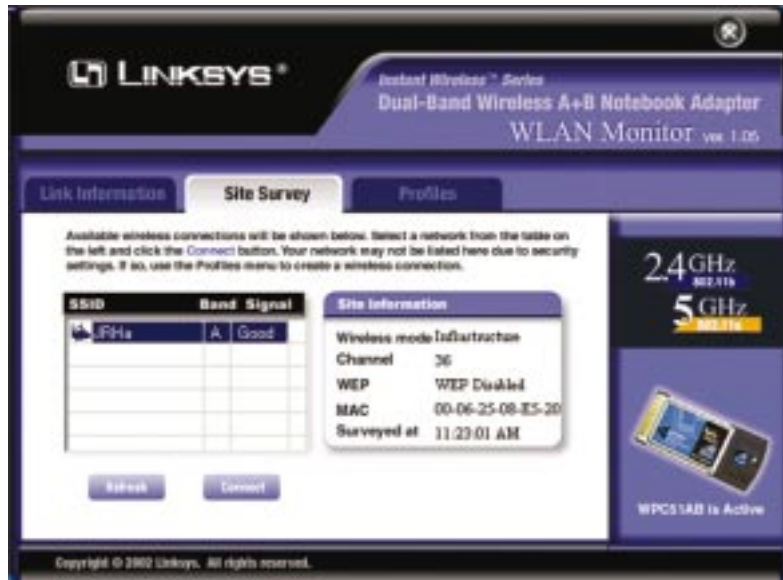 LINKSYS®
Instant Wireless™ Series
Dual-Band Wireless A+B Notebook Adapter
WLAN Monitor ver. 1.05
Link Information
Site Survey
Profiles
Available wireless connections will be shown below. Select a network from the table on
the left and click the Connect button. Your network may not be listed here due to security
settings. If so, use the Profiles menu to create a wireless connection.
SSID Band Signal
JRHa A Good
Site Information
Wireless mode Infrastructure
Channel 36
WEP WEP Disabled
MAC 00-06-25-08-E5-20
Surveyed at 11:23:01 AM
Refresh
Connect
2.4GHz
802.11b
5GHz
802.11a
WPC51AB is Active
Copyright © 2002 Linksys. All rights reserved.